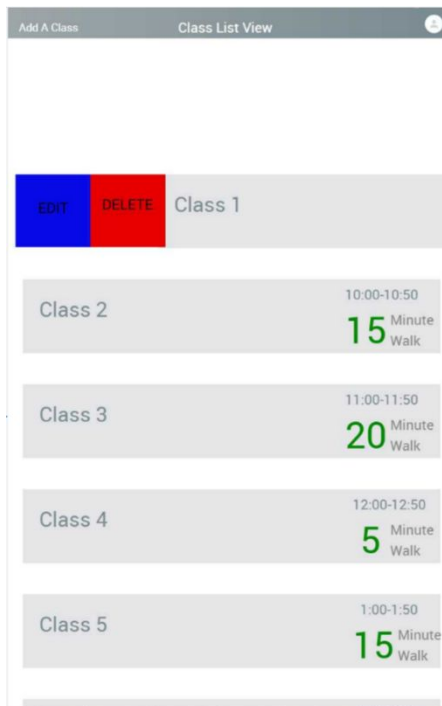 Add A Class Class List View
EDIT DELETE Class 1
10:00-10:50
Class 2
15 Minute
Walk
11:00-11:50
Class 3
20 Minute
Walk
12:00-12:50
Class 4
5 Minute
Walk
1:00-1:50
Class 5
15 Minute
Walk